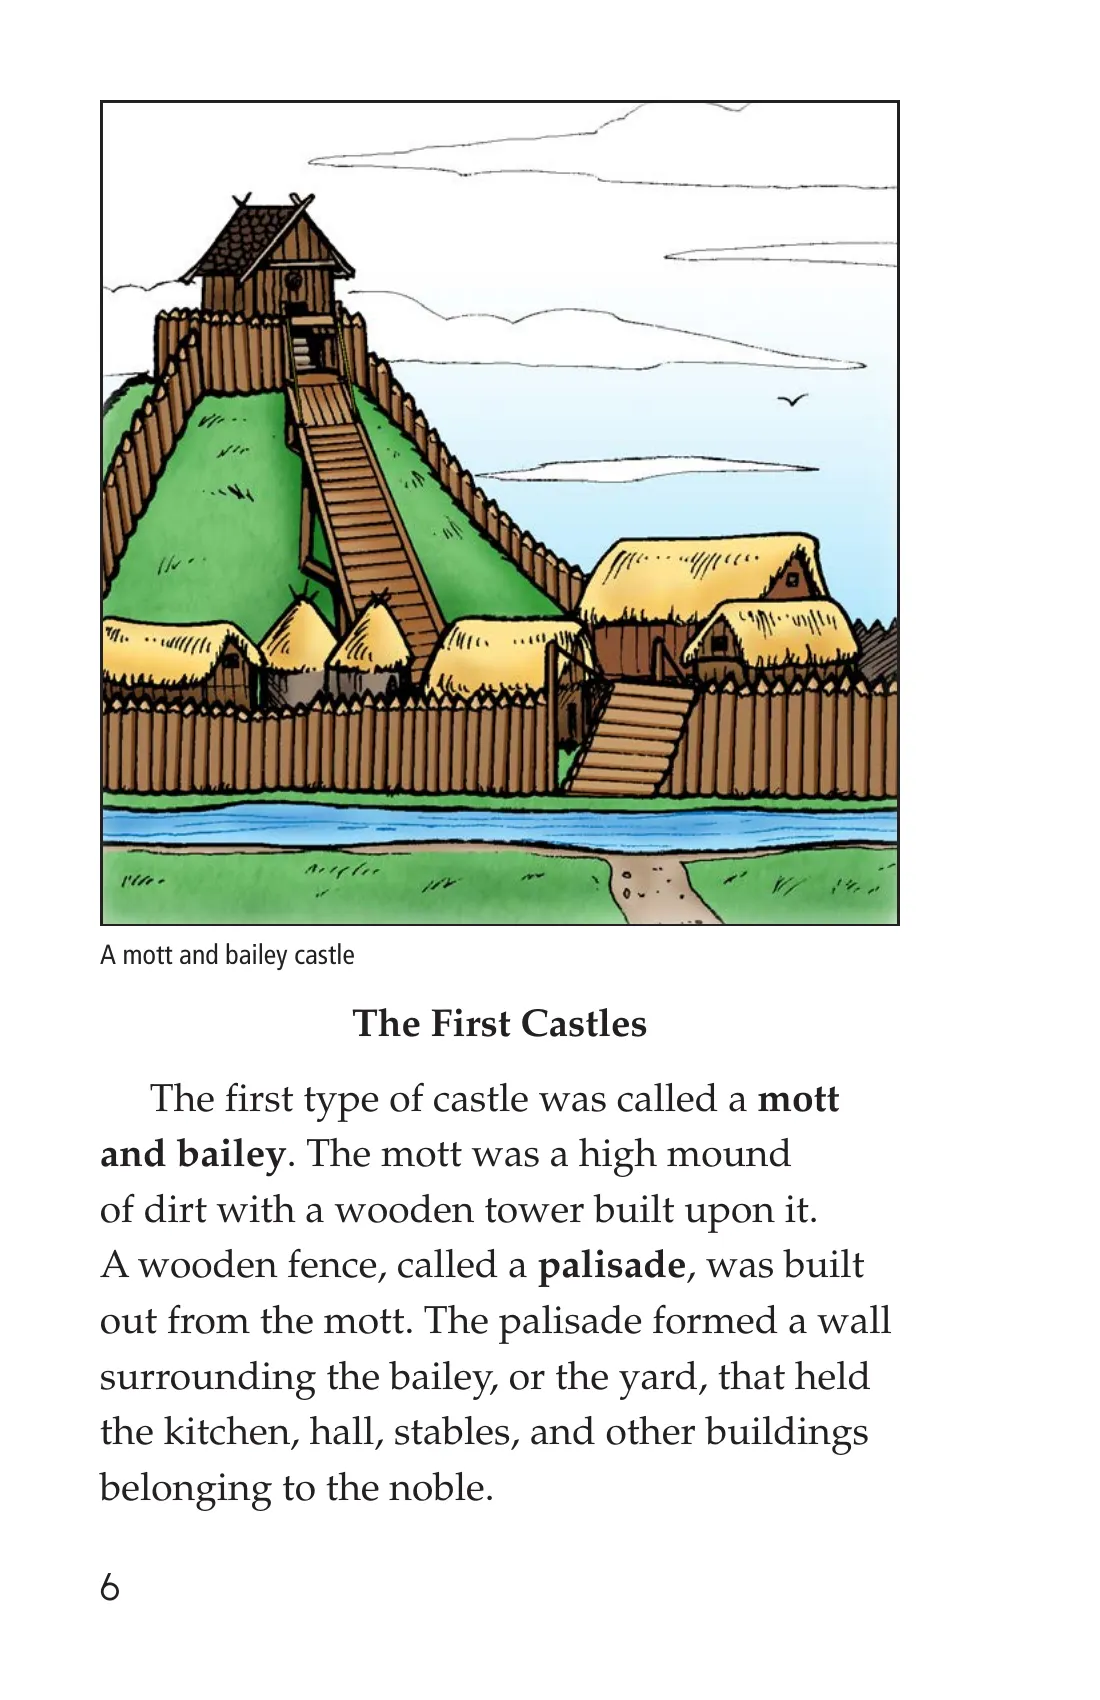 A mott and bailey castle
The First Castles
The first type of castle was called a mott
and bailey. The mott was a high mound
of dirt with a wooden tower built upon it.
A wooden fence, called a palisade, was built
out from the mott. The palisade formed a wall
surrounding the bailey, or the yard, that held
the kitchen, hall, stables, and other buildings
belonging to the noble.
6